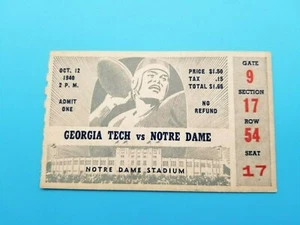 OCT. 12
1940
2 P. M.
ADMIT
ONE
PRICE $1.50
TAX .15
TOTAL $1.65
NO
REFUND
GEORGIA TECH vs NOTRE DAME
NOTRE DAME STADIUM
GATE
9
SECTION
17
ROW
54
SEAT
17